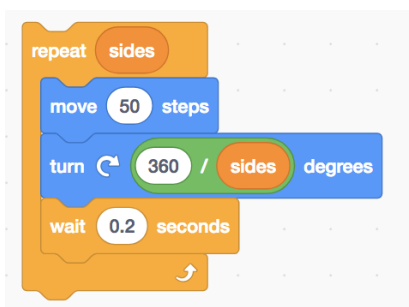 repeat sides
move 50 steps
turn 360 / sides degrees
wait 0.2 seconds